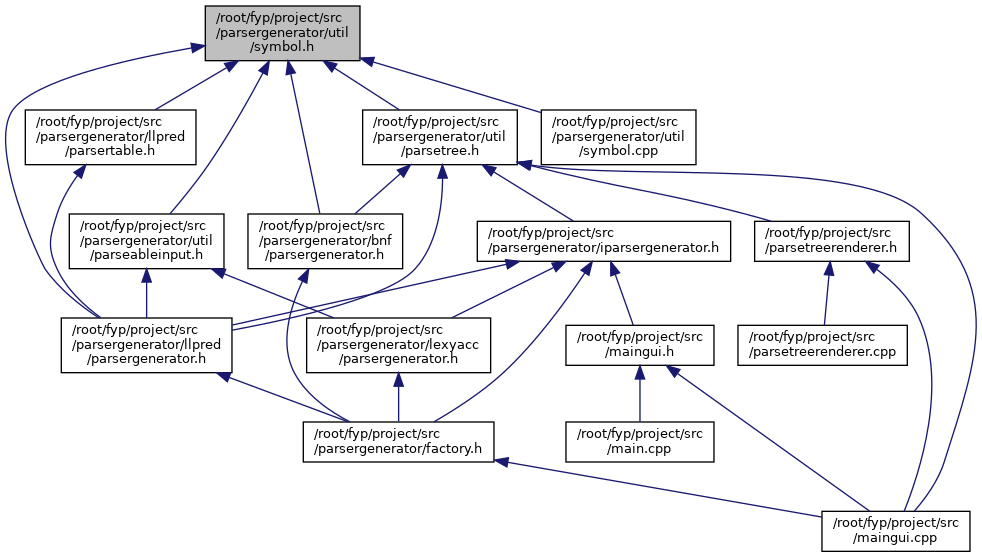 /root/fyp/project/src
/parsergenerator/util
/symbol.h
/root/fyp/project/src
/parsergenerator/llpred
/parsertable.h
/root/fyp/project/src
/parsergenerator/util
/parsetree.h
/root/fyp/project/src
/parsergenerator/util
/symbol.cpp
/root/fyp/project/src
/parsergenerator/util
/parseableinput.h
/root/fyp/project/src
/parsergenerator/bnf
/parsergenerator.h
/root/fyp/project/src
/parsergenerator/iparsergenerator.h
/root/fyp/project/src
/parsetreerenderer.h
/root/fyp/project/src
/parsergenerator/llpred
/parsergenerator.h
/root/fyp/project/src
/parsergenerator/lexyacc
/parsergenerator.h
/root/fyp/project/src
/maingui.h
/root/fyp/project/src
/parsetreerenderer.cpp
/root/fyp/project/src
/parsergenerator/factory.h
/root/fyp/project/src
/main.cpp
/root/fyp/project/src
/maingui.cpp